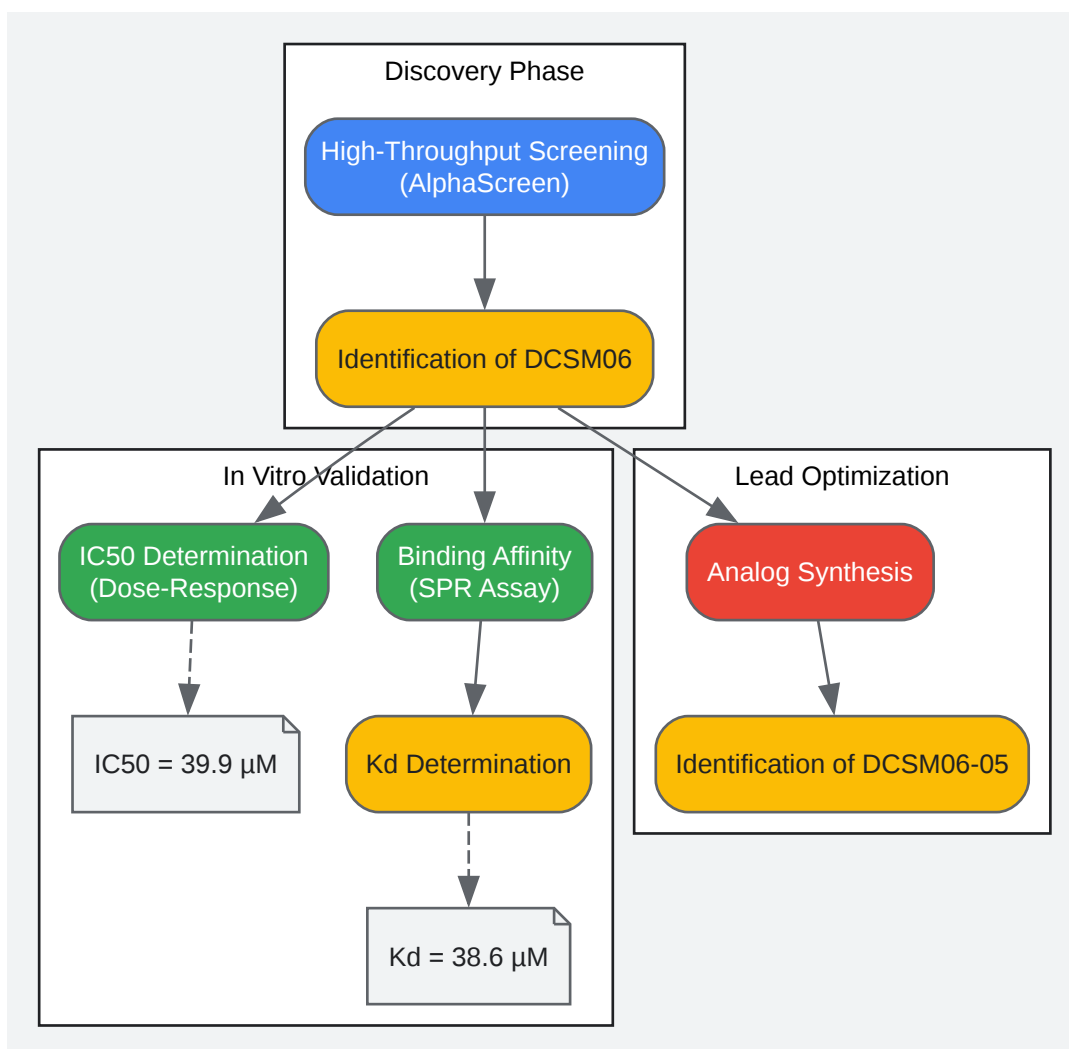 Discovery Phase
High-Throughput Screening
(AlphaScreen)
Identification of DCSM06
In Vitro Validation
IC50 Determination
(Dose-Response)
Binding Affinity
(SPR Assay)
IC50 = 39.9 µM
Kd Determination
Kd = 38.6 µM
Lead Optimization
Analog Synthesis
Identification of DCSM06-05